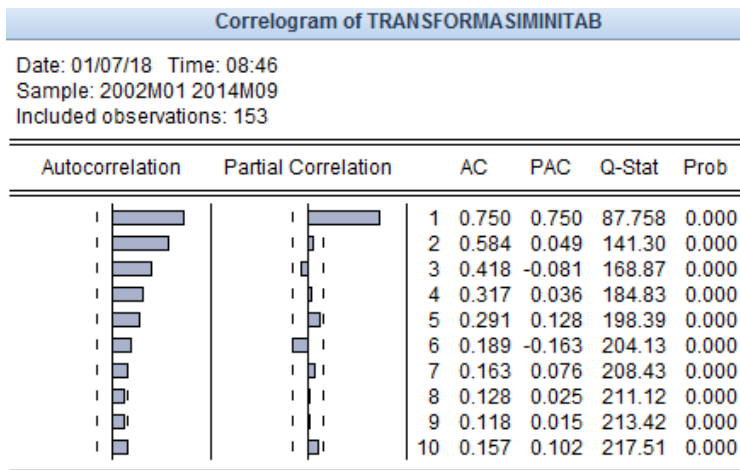 Correlogram of TRANSFORMASIMINITAB
Date: 01/07/18 Time: 08:46
Sample: 2002M01 2014M09
Included observations: 153
Autocorrelation Partial Correlation AC PAC Q-Stat Prob
1 0.750 0.750 87.758 0.000
2 0.584 0.049 141.30 0.000
3 0.418 -0.081 168.87 0.000
4 0.317 0.036 184.83 0.000
5 0.291 0.128 198.39 0.000
6 0.189 -0.163 204.13 0.000
7 0.163 0.076 208.43 0.000
8 0.128 0.025 211.12 0.000
9 0.118 0.015 213.42 0.000
10 0.157 0.102 217.51 0.000